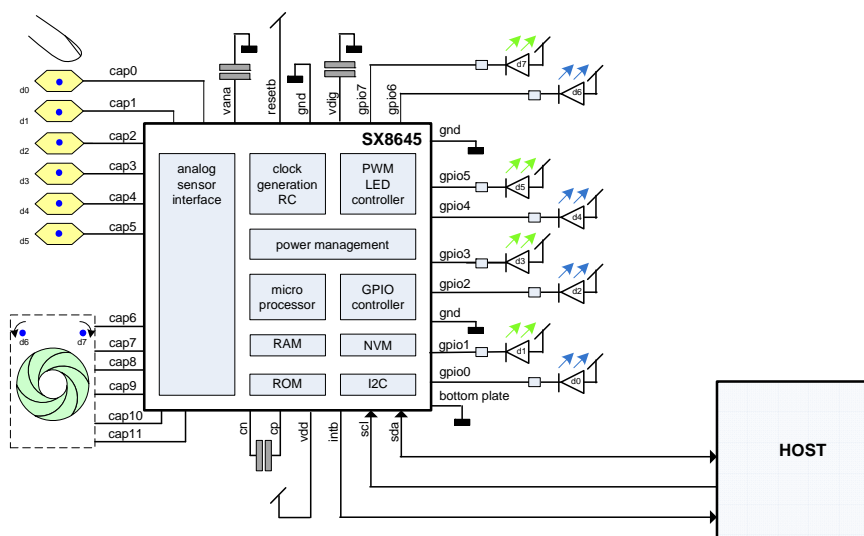 vana
resetb
gnd
vdig
gpio7
gpio6
d7
d6
d0
cap0
d1
cap1
d2
cap2
d3
cap3
d4
cap4
d5
cap5
SX8645
analog
sensor
interface
clock
generation
RC
PWM
LED
controller
power management
micro
processor
GPIO
controller
RAM
NVM
ROM
I2C
gnd
gpio5
d5
gpio4
d4
gpio3
d3
gpio2
d2
gnd
gpio1
d1
gpio0
d0
bottom plate
cap6
d6
d7
cap7
cap8
cap9
cap10
cap11
cn
cp
vdd
intb
scl
sda
HOST